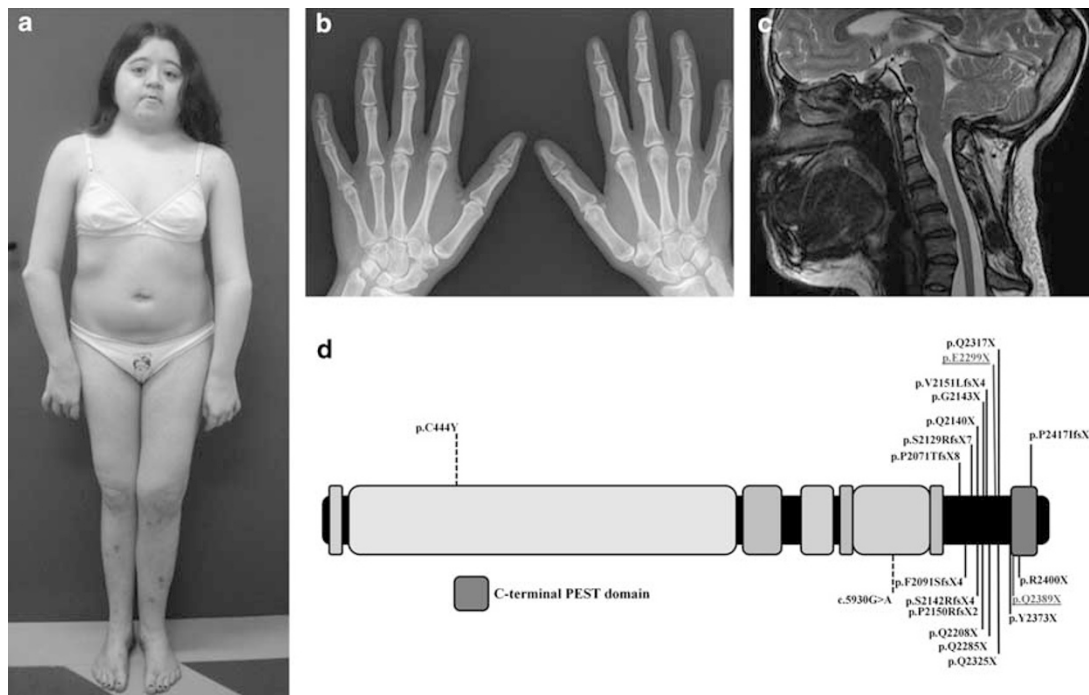 a
b
c
d
p.Q2317X
p.E2299X
p.V2151LfsX4
p.G2143X
p.Q2140X
p.C444Y
p.S2129RfsX7
p.P2417IfsX
p.P2071TfsX8
C-terminal PEST domain
p.F2091SfsX4
c.5930G>A
p.R2400X
p.S2142RfsX4
p.Q2389X
p.P2150RfsX2
p.Y2373X
p.Q2208X
p.Q2285X
p.Q2325X